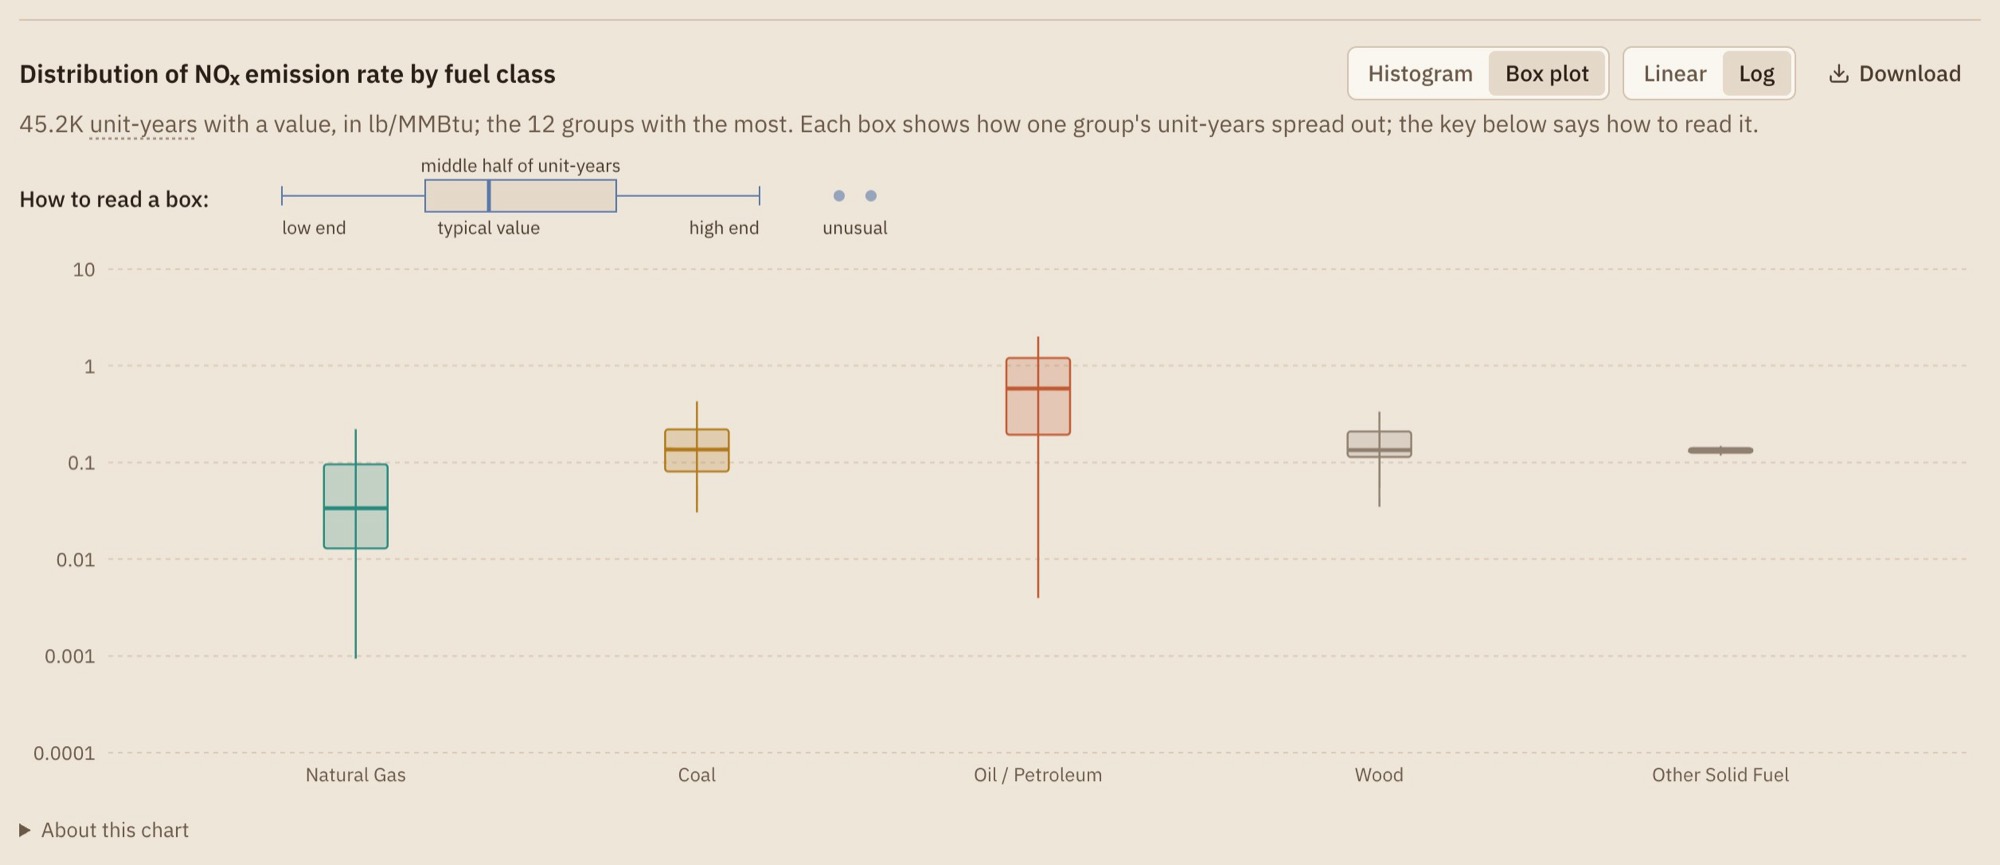 Distribution of NOₓ emission rate by fuel class
Histogram Box plot Linear Log Download
45.2K unit-years with a value, in lb/MMBtu; the 12 groups with the most. Each box shows how one group's unit-years spread out; the key below says how to read it.
middle half of unit-years
How to read a box:
low end typical value high end unusual
10
1
0.1
0.01
0.001
0.0001
Natural Gas Coal Oil / Petroleum Wood Other Solid Fuel
About this chart